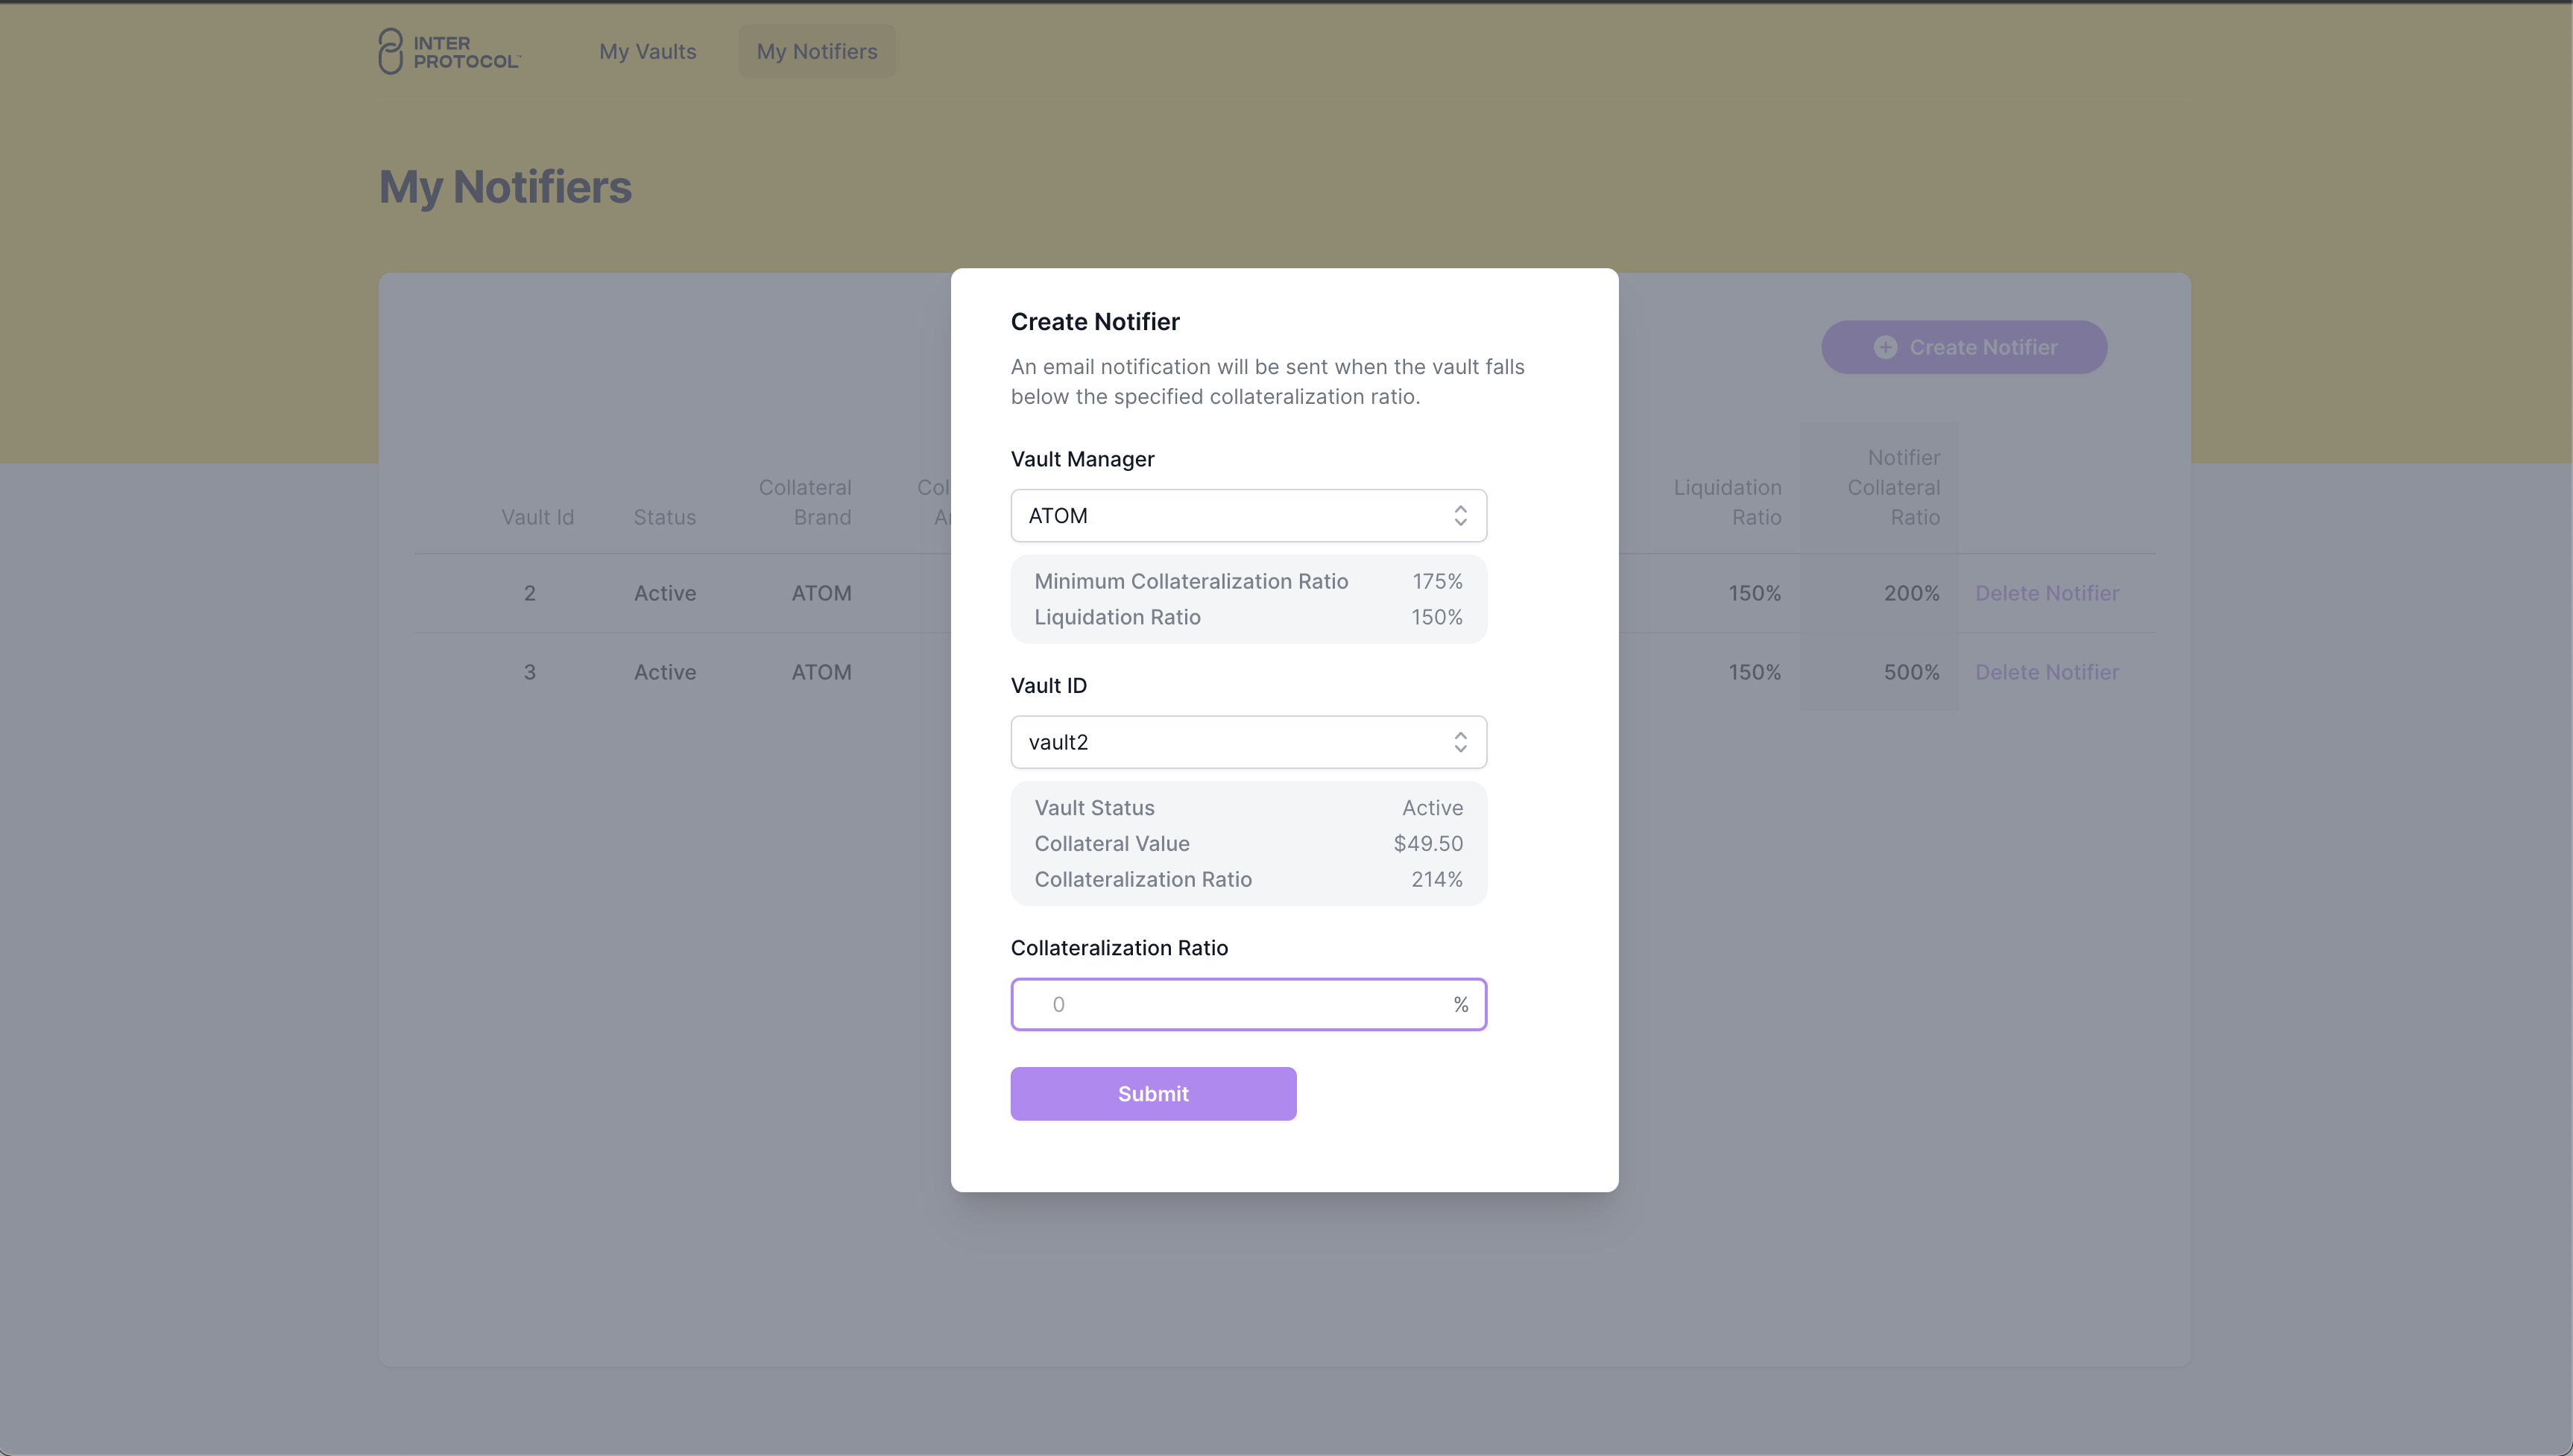 INTER
PROTOCOL
My Vaults
My Notifiers
My Notifiers
Create Notifier
Vault Id
Status
Collateral
Brand
Liquidation
Ratio
Notifier
Collateral
Ratio
2 Active ATOM 150% 200% Delete Notifier
3 Active ATOM 150% 500% Delete Notifier
Create Notifier
An email notification will be sent when the vault falls
below the specified collateralization ratio.
Vault Manager
ATOM
Minimum Collateralization Ratio 175%
Liquidation Ratio 150%
Vault ID
vault2
Vault Status Active
Collateral Value $49.50
Collateralization Ratio 214%
Collateralization Ratio
0 %
Submit